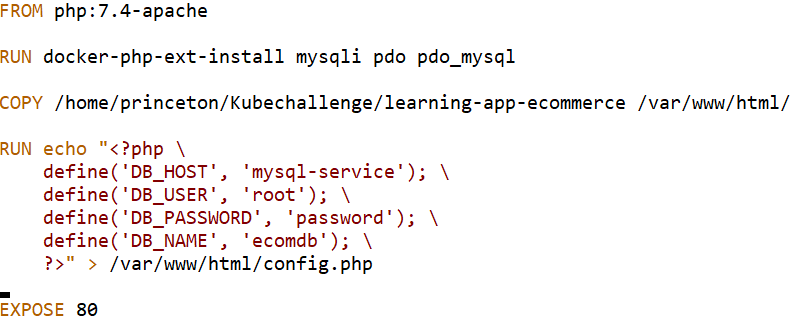 FROM php:7.4-apache
RUN docker-php-ext-install mysqli pdo pdo_mysql
COPY /home/princeton/Kubechallenge/learning-app-ecommerce /var/www/html/
RUN echo "<?php \
define('DB_HOST', 'mysql-service'); \
define('DB_USER', 'root'); \
define('DB_PASSWORD', 'password'); \
define('DB_NAME', 'ecomdb'); \
?>" > /var/www/html/config.php
EXPOSE 80